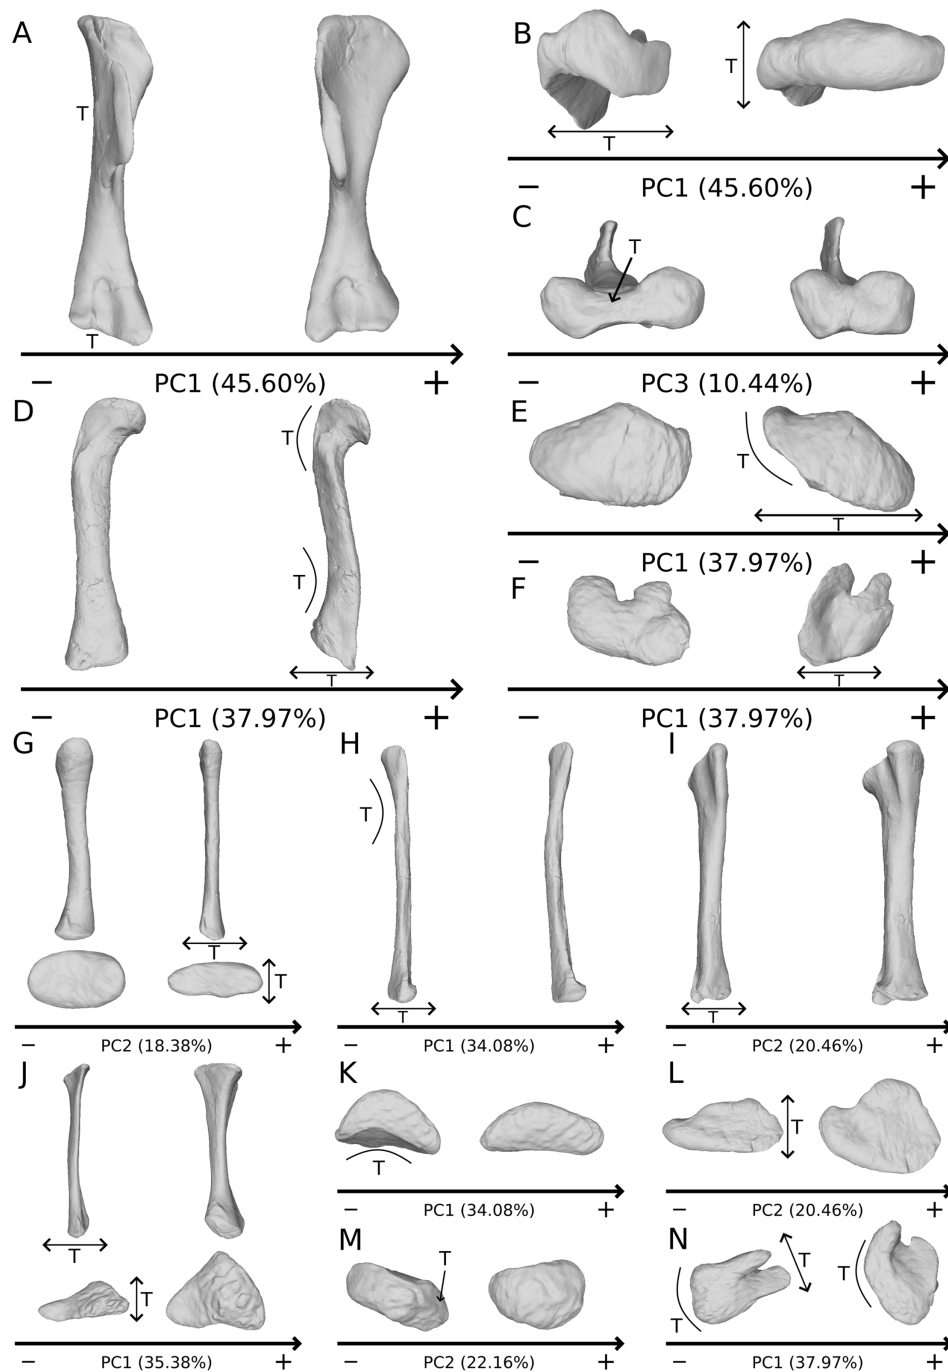 A
T
T
− PC1 (45.60%) +
B
T
T
− PC1 (45.60%) +
C
T
− PC3 (10.44%) +
D
T
T
T
− PC1 (37.97%) +
E
T
T
− PC1 (37.97%) +
F
T
− PC1 (37.97%) +
G
T
T
− PC2 (18.38%) +
H
T
T
− PC1 (34.08%) +
I
T
− PC2 (20.46%) +
J
T
T
− PC1 (35.38%) +
K
T
− PC1 (34.08%) +
L
T
− PC2 (20.46%) +
M
T
− PC2 (22.16%) +
N
T
T
T
− PC1 (37.97%) +